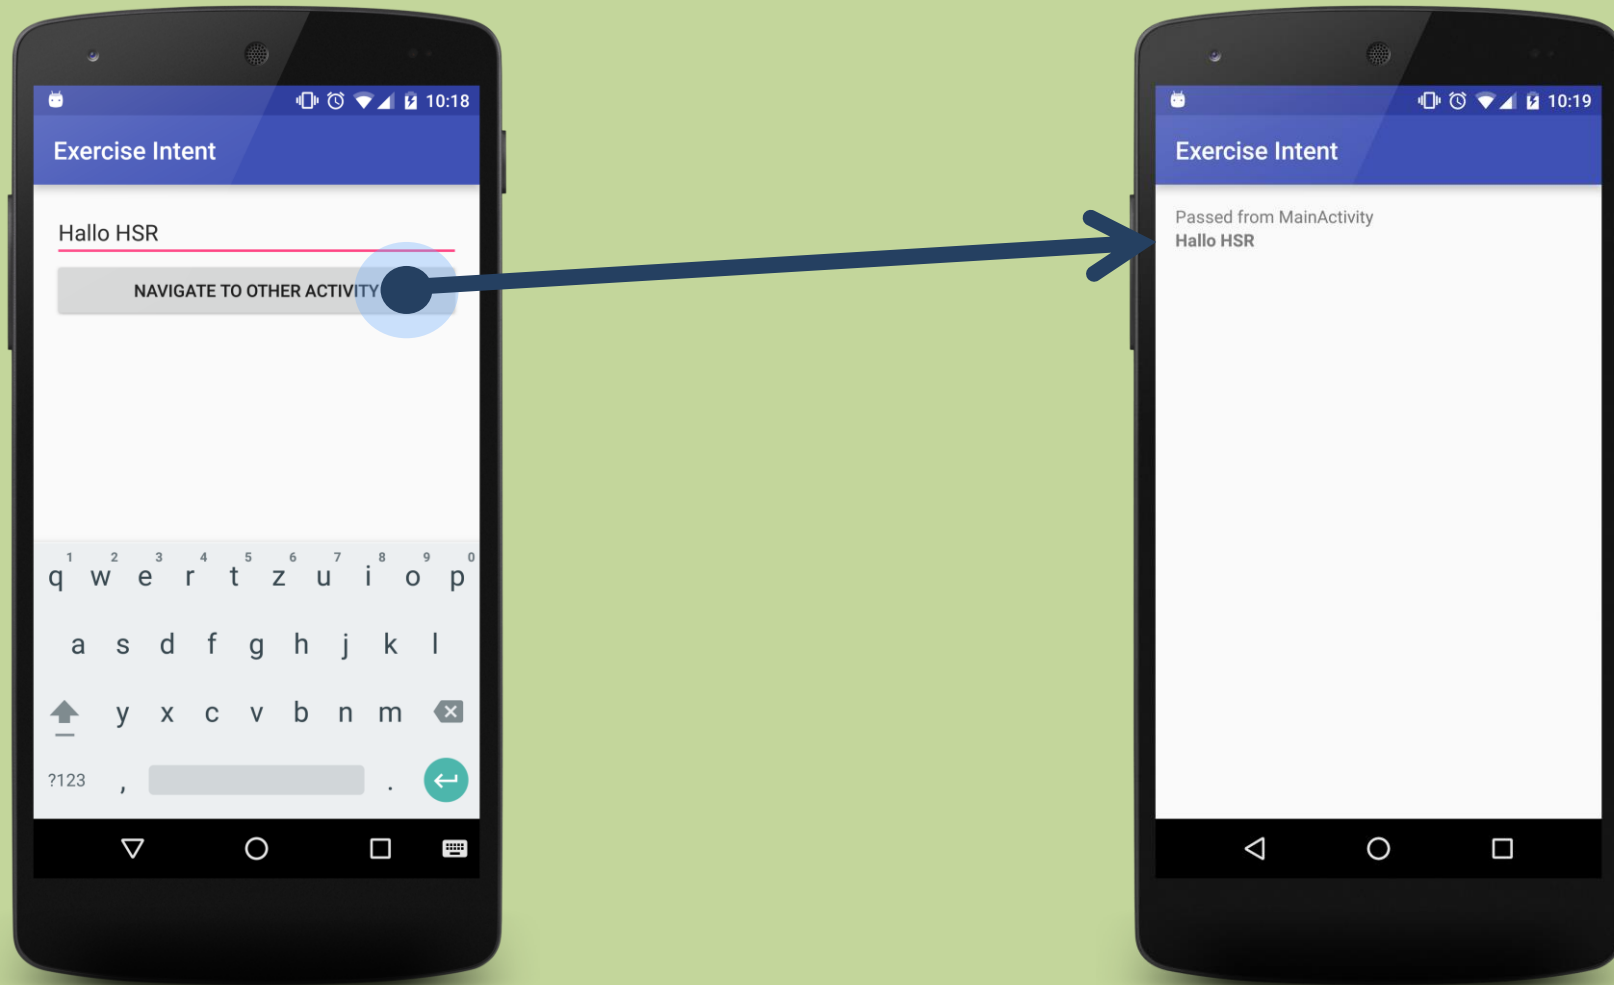 10:18
Exercise Intent
Hallo HSR
NAVIGATE TO OTHER ACTIVITY
1 2 3 4 5 6 7 8 9 0
q w e r t z u i o p
a s d f g h j k l
y x c v b n m
?123 , .
10:19
Exercise Intent
Passed from MainActivity
Hallo HSR